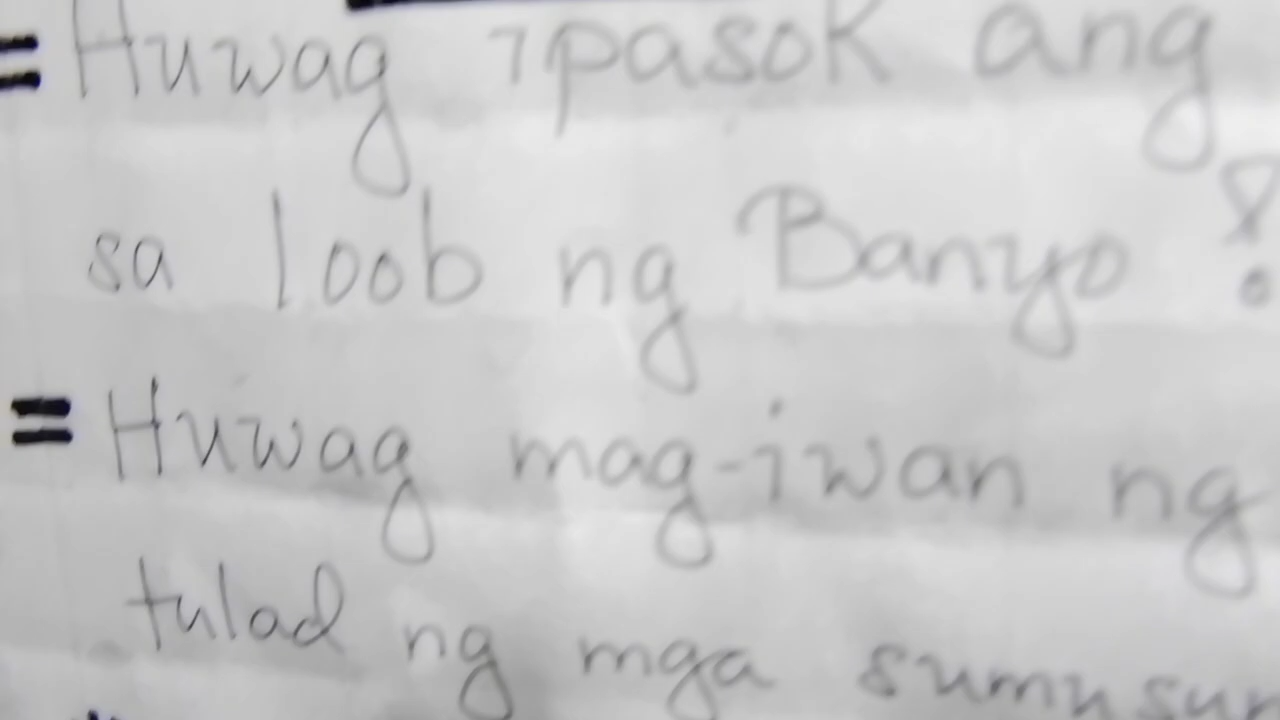 = Huwag ipasok ang
sa loob ng Banyo!
= Huwag mag-iwan ng
tulad ng mga